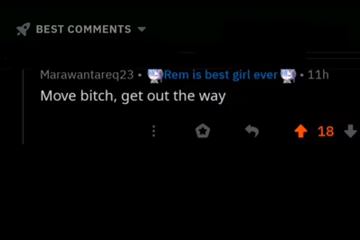 BEST COMMENTS
Marawantareq23 • Rem is best girl ever • 11h
Move bitch, get out the way
18